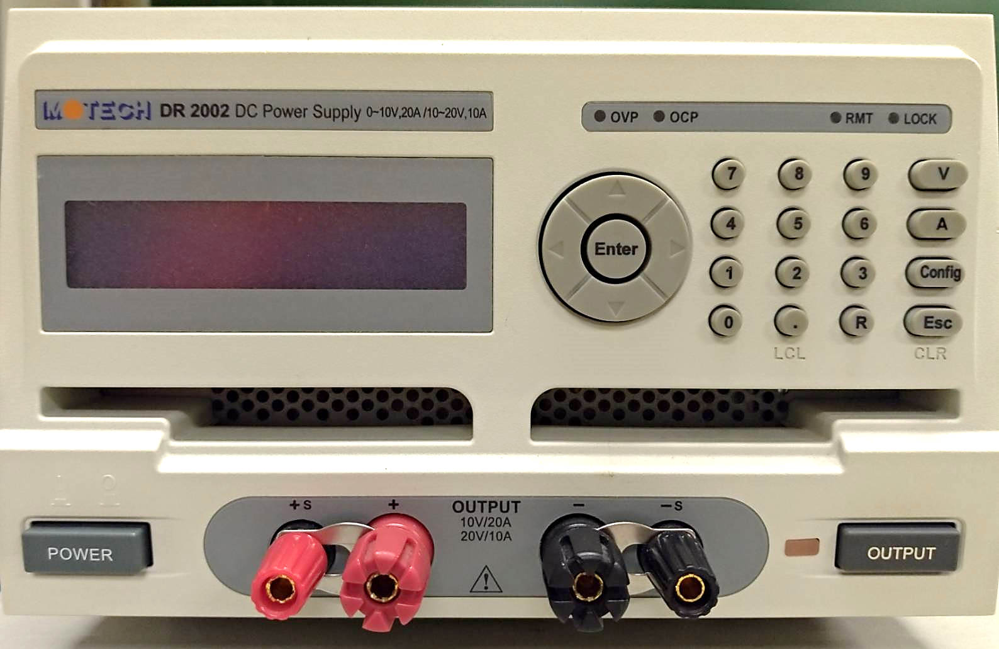 MOTECH DR 2002 DC Power Supply 0~10V,20A/10~20V,10A
OVP OCP RMT LOCK
7 8 9 V
4 5 6 A
Enter
1 2 3 Config
0 . R Esc
LCL CLR
1 2
+S + OUTPUT - -S
10V/20A
20V/10A
POWER
OUTPUT